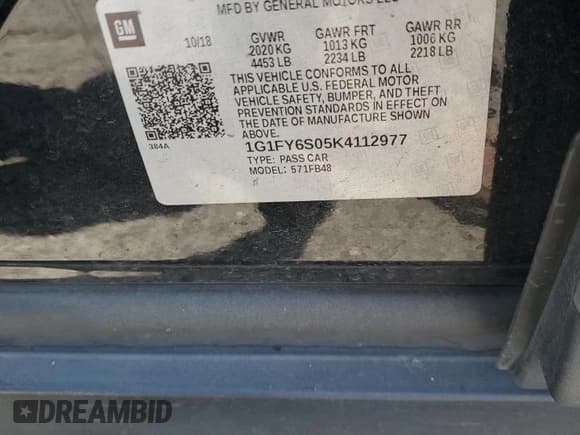 MFD BY GENERAL MOTORS LLC
GM
10/18
GVWR GAWR FRT GAWR RR
2020 KG 1013 KG 1006 KG
4453 LB 2234 LB 2218 LB
THIS VEHICLE CONFORMS TO ALL
APPLICABLE U.S. FEDERAL MOTOR
VEHICLE SAFETY, BUMPER, AND THEFT
PREVENTION STANDARDS IN EFFECT ON
THE DATE OF MANUFACTURE SHOWN
ABOVE.
384A
1G1FY6S05K4112977
TYPE: PASS CAR
MODEL: 571FB48
DREAMBID